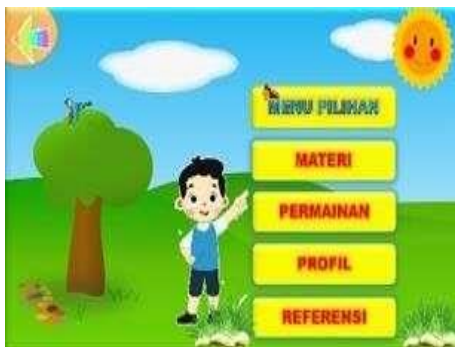 MENU PILIHAN
MATERI
PERMAINAN
PROFIL
REFERENSI